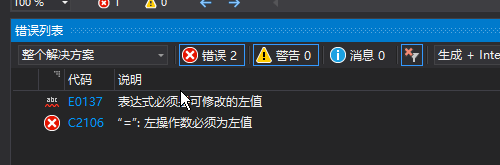 100 %
1
0
错误列表
整个解决方案
错误 2
警告 0
消息 0
生成 + Inte
代码
说明
abc
E0137
表达式必须是可修改的左值
C2106
“=”: 左操作数必须为左值